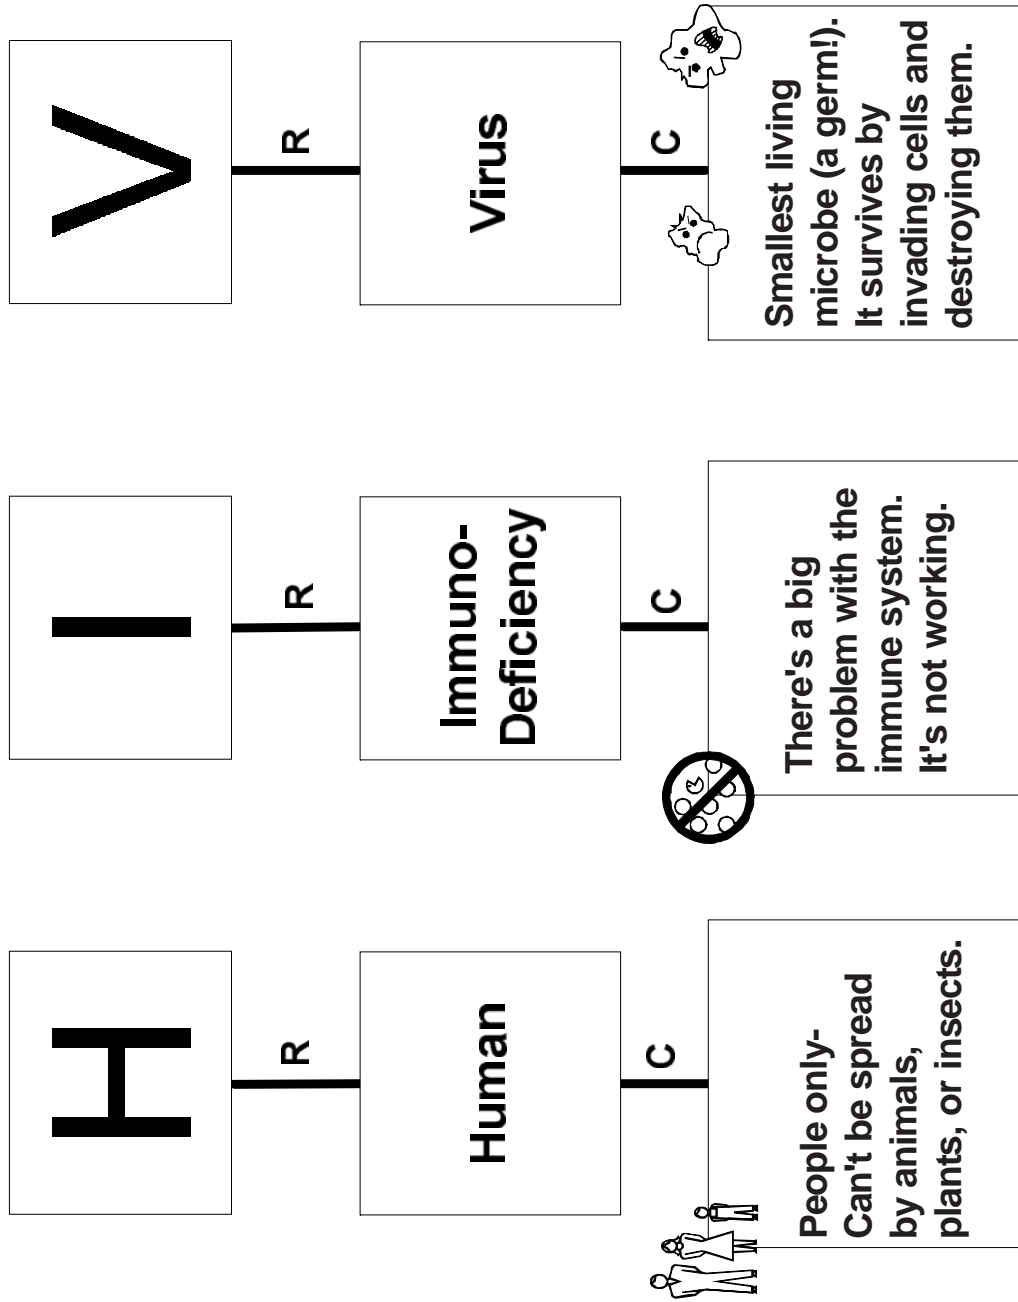 H
I
V
R
R
R
Human
Immuno-
Deficiency
Virus
C
C
C
People only-
Can't be spread
by animals,
plants, or insects.
There's a big
problem with the
immune system.
It's not working.
Smallest living
microbe (a germ!).
It survives by
invading cells and
destroying them.